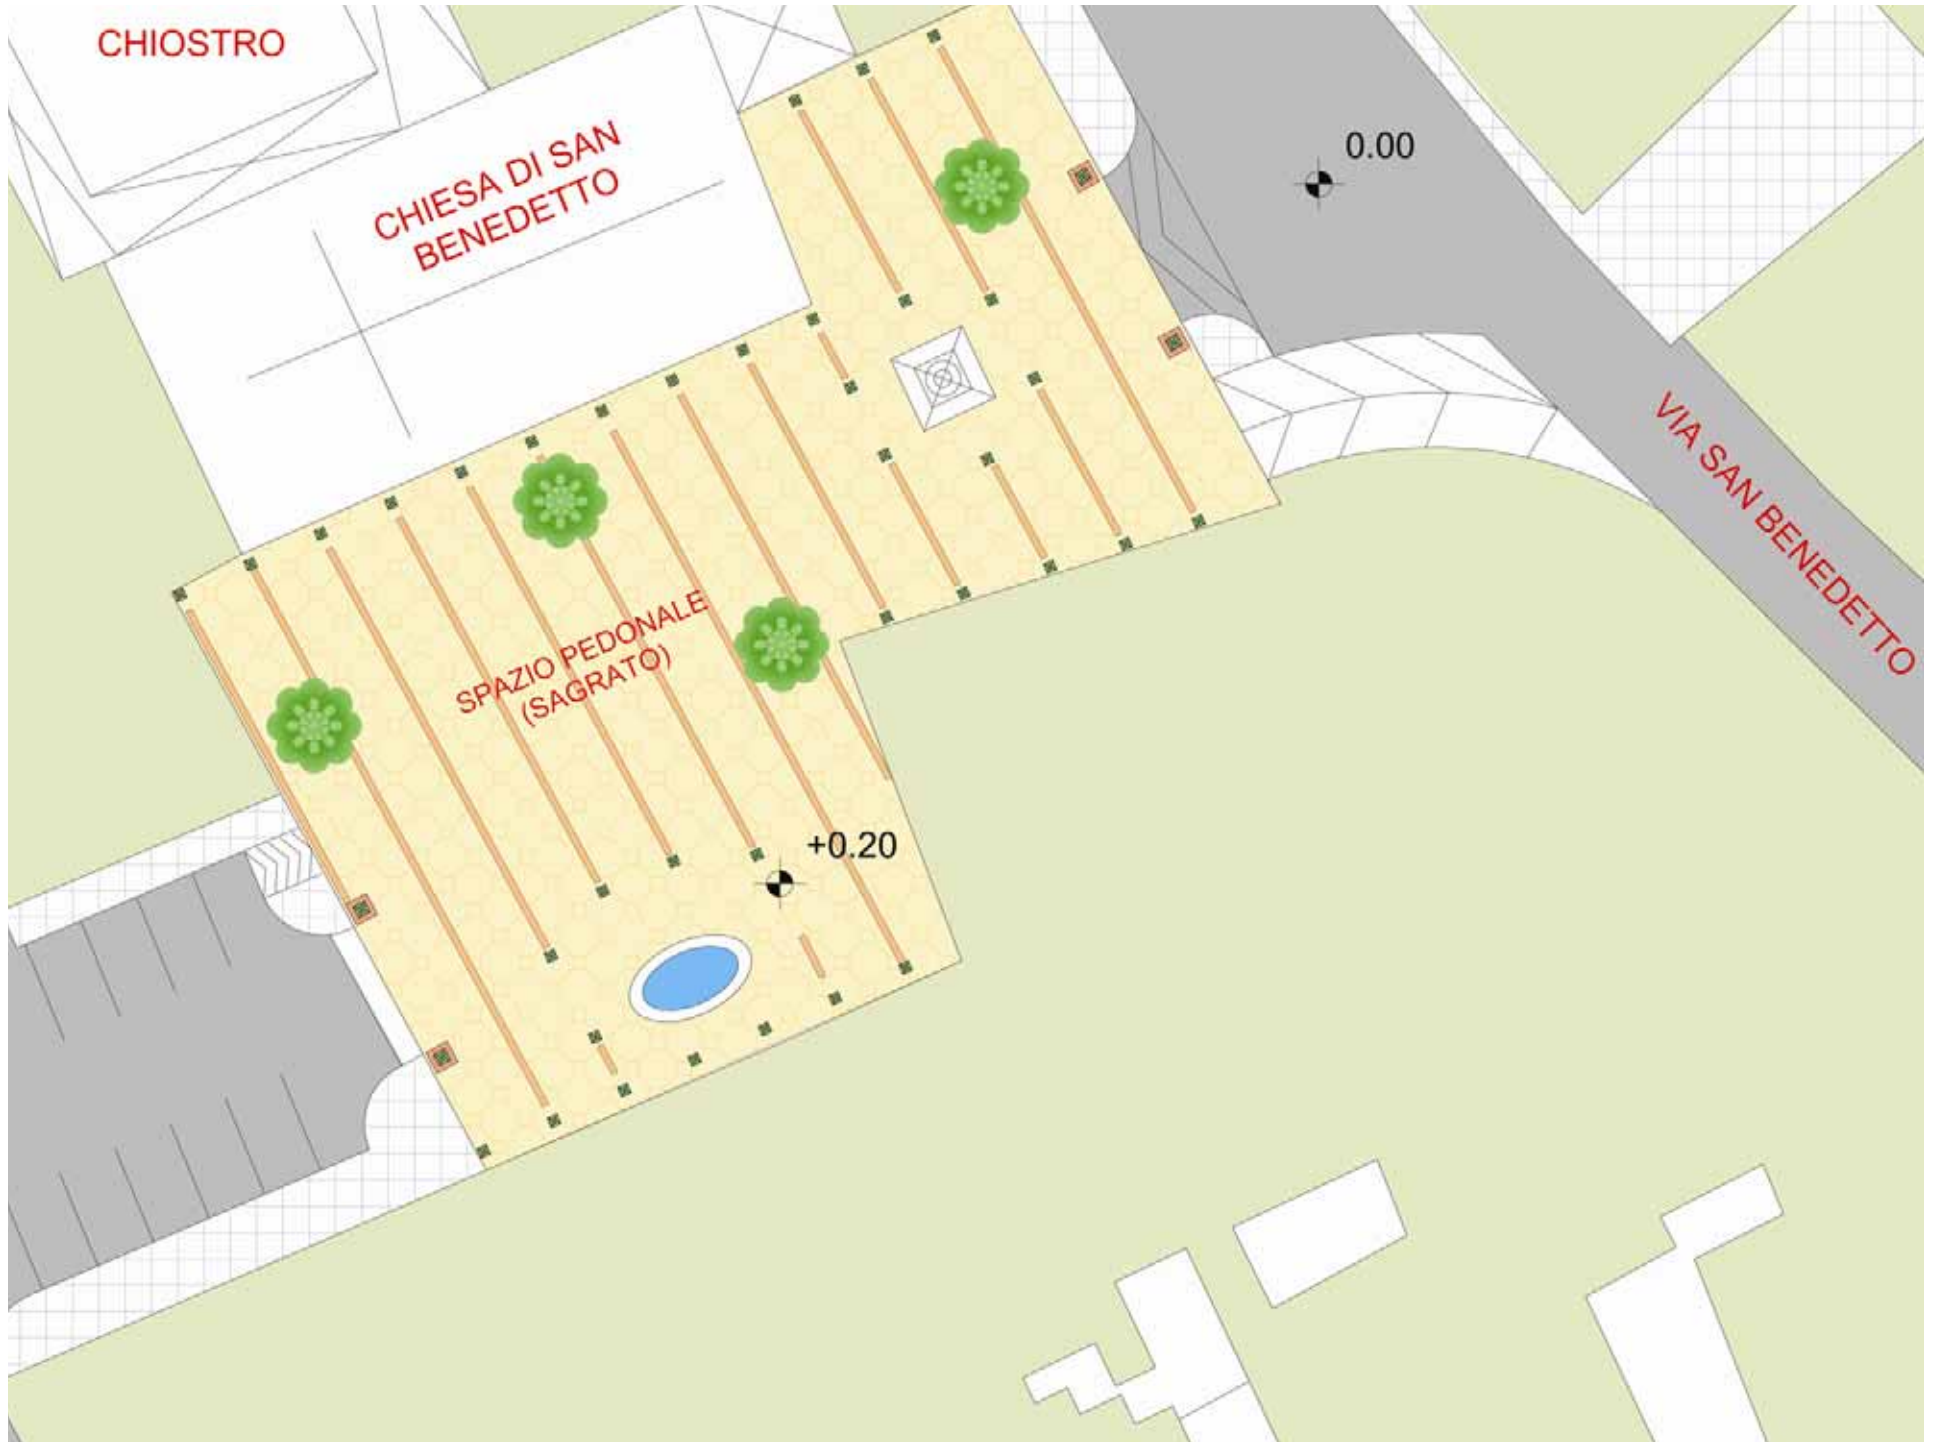 CHIOSTRO
CHIESA DI SAN
BENEDETTO
0.00
VIA SAN BENEDETTO
SPAZIO PEDONALE
(SAGRATO)
+0.20